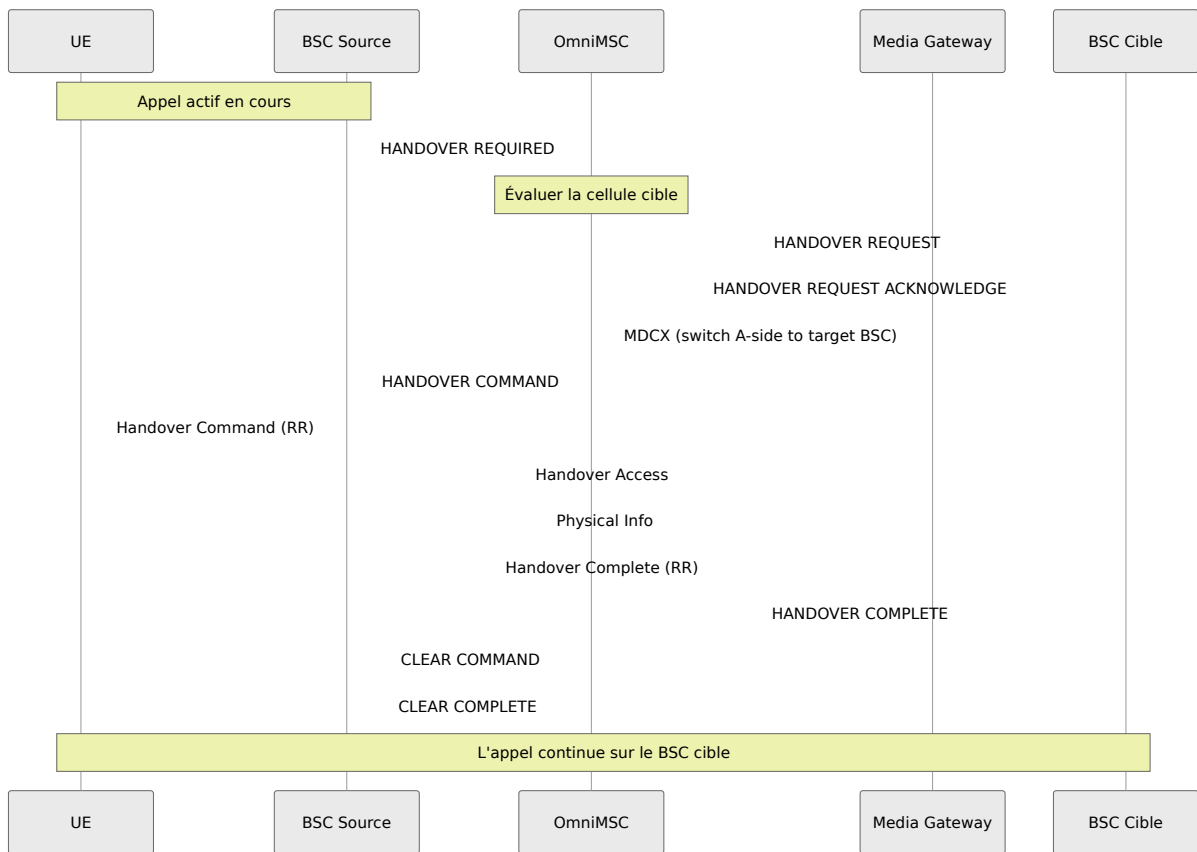 UE
BSC Source
OmniMSC
Media Gateway
BSC Cible
Appel actif en cours
HANDOVER REQUIRED
Évaluer la cellule cible
HANDOVER REQUEST
HANDOVER REQUEST ACKNOWLEDGE
MDCX (switch A-side to target BSC)
HANDOVER COMMAND
Handover Command (RR)
Handover Access
Physical Info
Handover Complete (RR)
HANDOVER COMPLETE
CLEAR COMMAND
CLEAR COMPLETE
L'appel continue sur le BSC cible
UE
BSC Source
OmniMSC
Media Gateway
BSC Cible